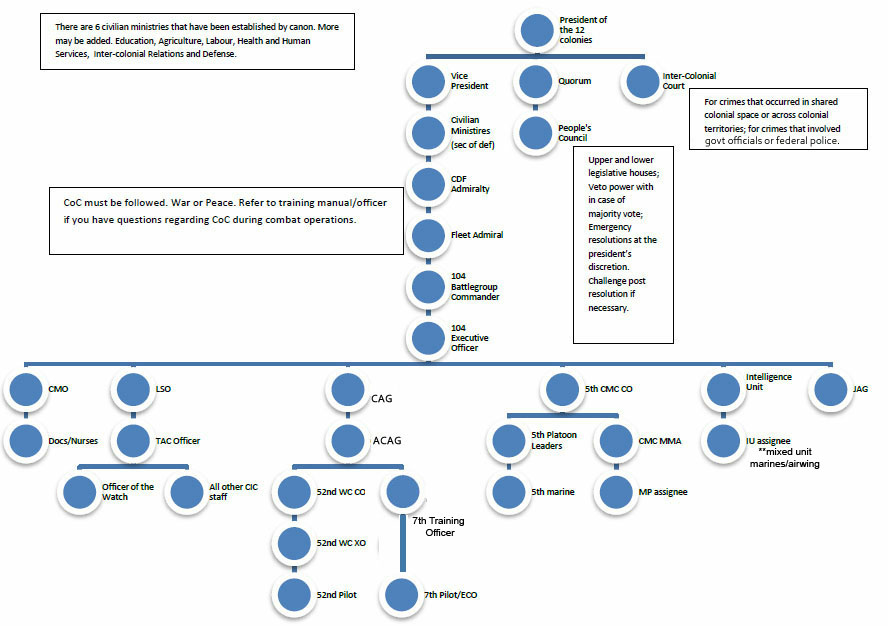 There are 6 civilian ministries that have been established by canon. More
may be added. Education, Agriculture, Labour, Health and Human
Services, Inter-colonial Relations and Defense.
President of
the 12
colonies
Vice
President
Quorum
Inter-Colonial
Court
For crimes that occurred in shared
colonial space or across colonial
territories; for crimes that involved
govt officials or federal police.
Civilian
Ministires
(sec of def)
People's
Council
Upper and lower
legislative houses;
Veto power with
in case of
majority vote;
Emergency
resolutions at the
president's
discretion.
Challenge post
resolution if
necessary.
CDF
Admiralty
CoC must be followed. War or Peace. Refer to training manual/officer
if you have questions regarding CoC during combat operations.
Fleet Admiral
104
Battlegroup
Commander
104
Executive
Officer
CMO
LSO
CAG
5th CMC CO
Intelligence
Unit
JAG
Docs/Nurses
TAC Officer
ACAG
5th Platoon
Leaders
CMC MMA
IU assignee
**mixed unit
marines/airwing
Officer of the
Watch
All other CIC
staff
52nd WC CO
7th Training
Officer
5th marine
MP assignee
52nd WC XO
52nd Pilot
7th Pilot/ECO